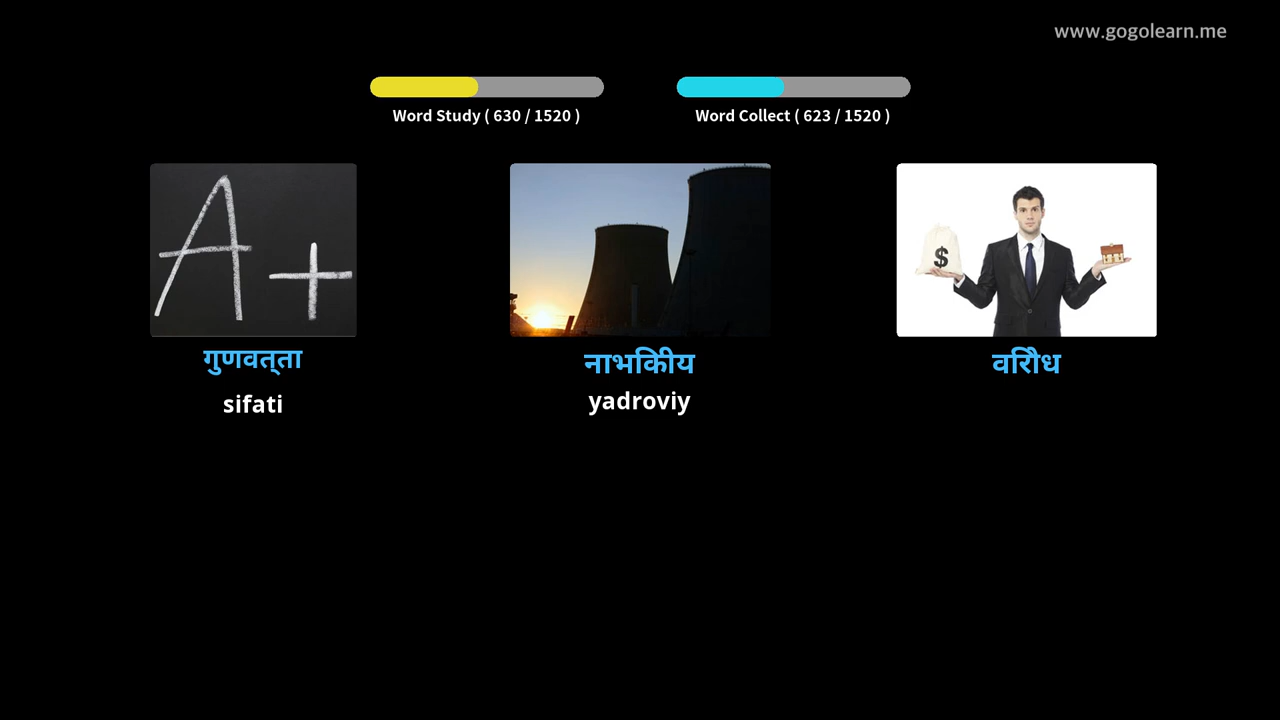 www.gogolearn.me
Word Study ( 630 / 1520 )
Word Collect ( 623 / 1520 )
A+
$
गुणवत्‌ता
नाभकिीय
वरिोध
sifati
yadroviy